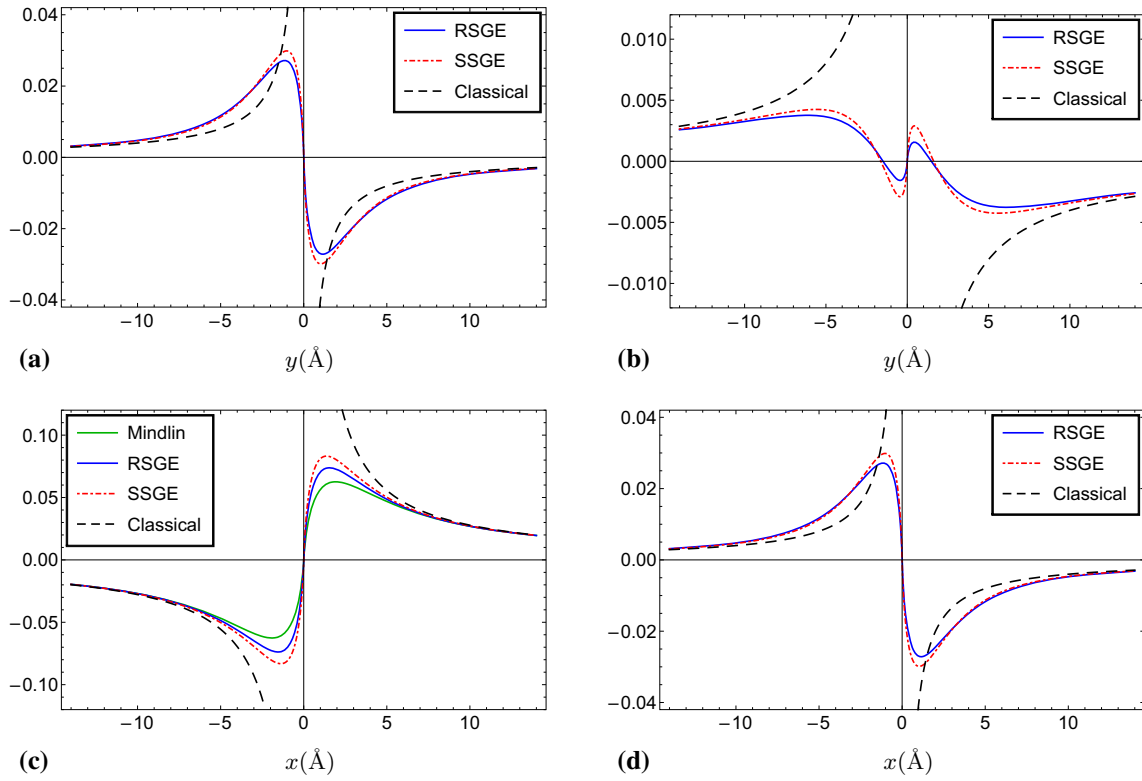 0.04
0.02
0.00
−0.02
−0.04
−10
−5
0
5
10
RSGE
SSGE
Classical
(a)
y(Å)
0.010
0.005
0.000
−0.005
−0.010
−10
−5
0
5
10
RSGE
SSGE
Classical
(b)
y(Å)
0.10
0.05
0.00
−0.05
−0.10
−10
−5
0
5
10
Mindlin
RSGE
SSGE
Classical
(c)
x(Å)
0.04
0.02
0.00
−0.02
−0.04
−10
−5
0
5
10
RSGE
SSGE
Classical
(d)
x(Å)